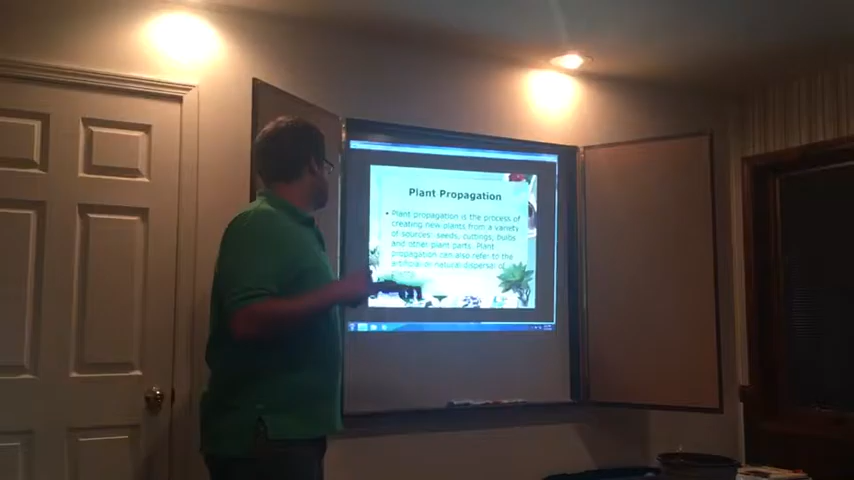 Plant Propagation
• Plant propagation is the process of
creating new plants from a variety
of sources: seeds, cuttings, bulbs
and other plant parts. Plant
propagation can also refer to the
artificial or natural dispersal of